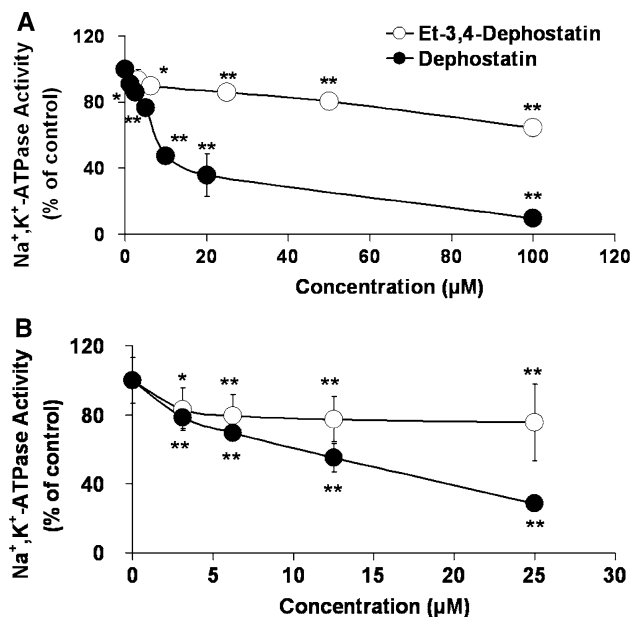 A
Et-3,4-Dephostatin
Dephostatin
Na⁺,K⁺-ATPase Activity
(% of control)
120
80
40
0
*
**
**
**
*
**
**
**
**
**
0 20 40 60 80 100 120
Concentration (μM)
B
Na⁺,K⁺-ATPase Activity
(% of control)
120
80
40
0
*
**
**
**
**
**
**
**
0 5 10 15 20 25 30
Concentration (μM)